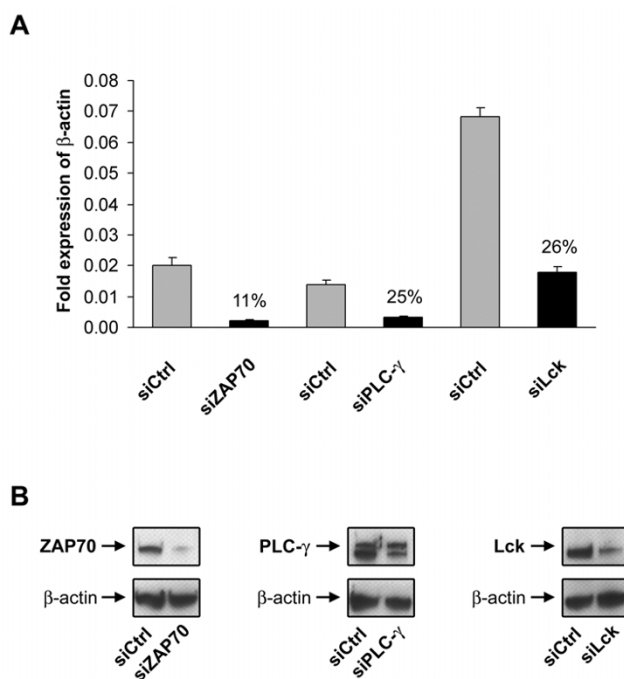 A
Fold expression of β-actin
0.08
0.07
0.06
0.05
0.04
0.03
0.02
0.01
0.00
11%
25%
26%
siCtrl
siZAP70
siCtrl
siPLC-γ
siCtrl
siLck
B
ZAP70
β-actin
siCtrl
siZAP70
PLC-γ
β-actin
siCtrl
siPLC-γ
Lck
β-actin
siCtrl
siLck